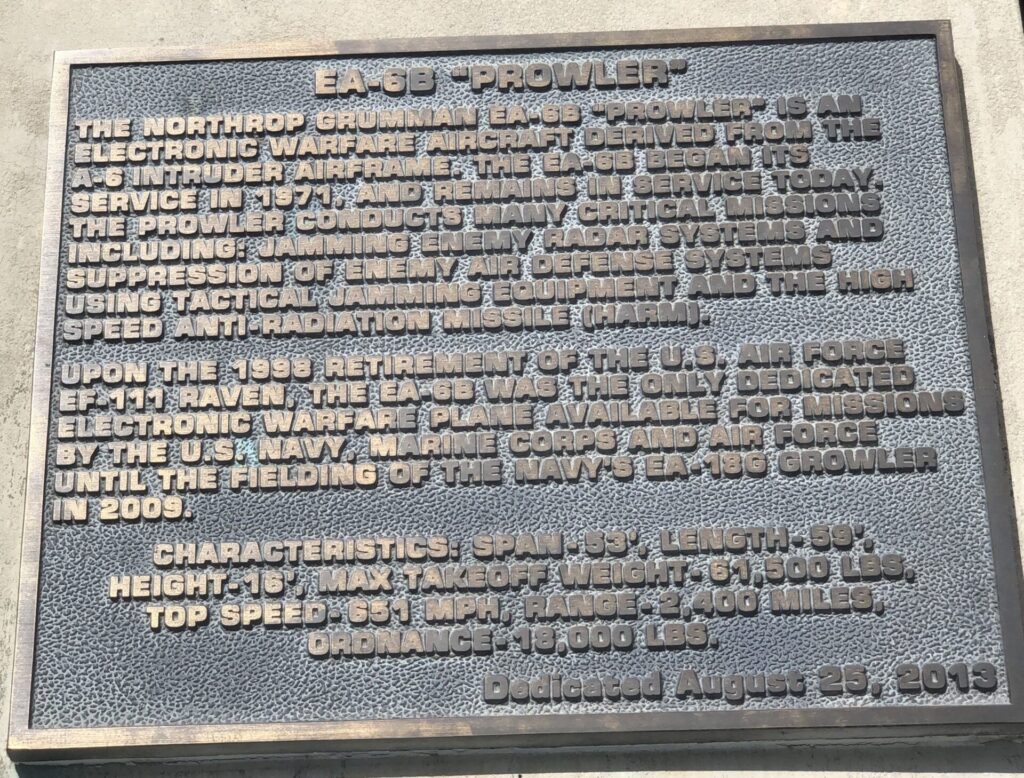 EA-6B "PROWLER"
THE NORTHROP GRUMMAN EA-6B "PROWLER" IS AN
ELECTRONIC WARFARE AIRCRAFT DERIVED FROM THE
A-6 INTRUDER AIRFRAME. THE EA-6B BEGAN ITS
SERVICE IN 1971, AND REMAINS IN SERVICE TODAY.
THE PROWLER CONDUCTS MANY CRITICAL MISSIONS
INCLUDING: JAMMING ENEMY RADAR SYSTEMS AND
SUPPRESSION OF ENEMY AIR DEFENSE SYSTEMS
USING TACTICAL JAMMING EQUIPMENT AND THE HIGH
SPEED ANTI-RADIATION MISSILE (HARM).
UPON THE 1998 RETIREMENT OF THE U.S. AIR FORCE
EF-111 RAVEN, THE EA-6B WAS THE ONLY DEDICATED
ELECTRONIC WARFARE PLANE AVAILABLE FOR MISSIONS
BY THE U.S. NAVY, MARINE CORPS AND AIR FORCE
UNTIL THE FIELDING OF THE NAVY'S EA-18G GROWLER
IN 2009.
CHARACTERISTICS: SPAN-53', LENGTH-59',
HEIGHT-16', MAX TAKEOFF WEIGHT-61,500 LBS,
TOP SPEED-651 MPH, RANGE-2,400 MILES,
ORDNANCE-18,000 LBS.
Dedicated August 25, 2013